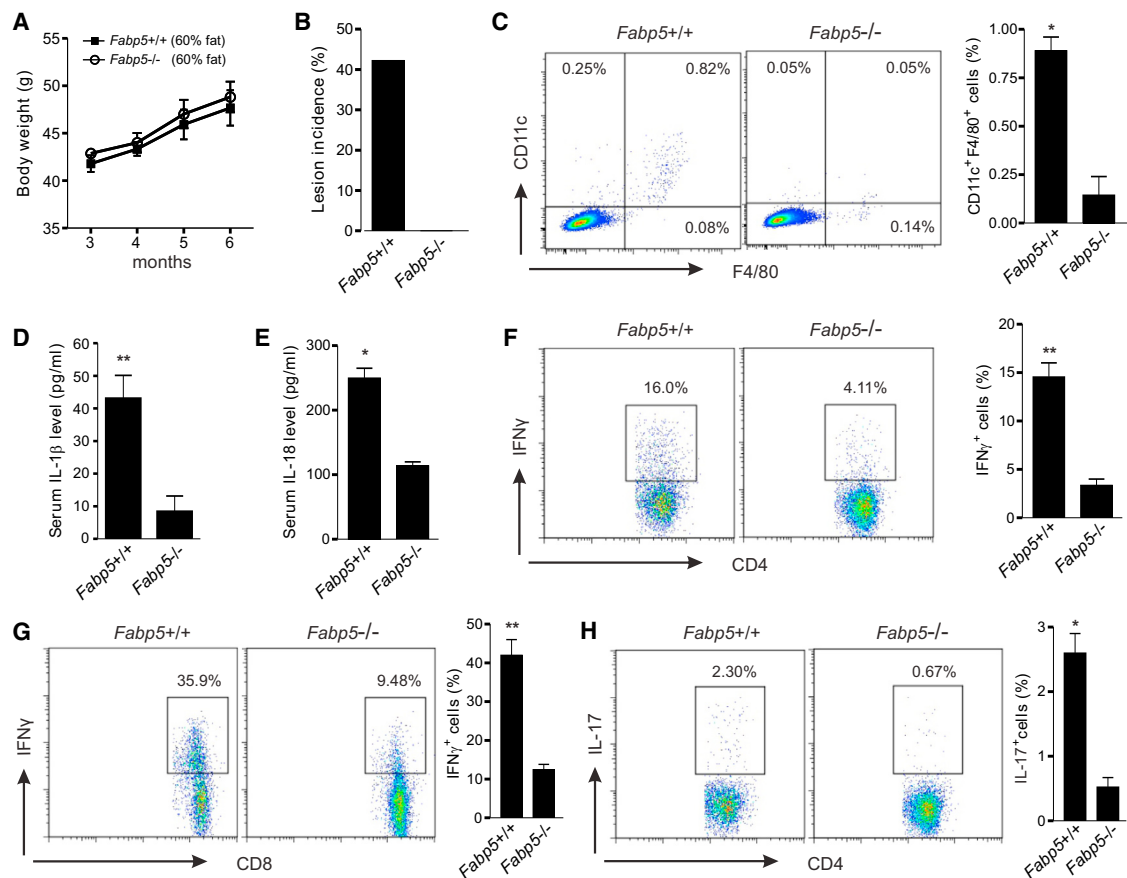 A
Fabp5+/+ (60% fat)
Fabp5-/- (60% fat)
Body weight (g)
55
50
45
40
35
3 4 5 6
months
B
Lesion incidence (%)
50
40
30
20
10
0
Fabp5+/+
Fabp5-/-
C
Fabp5+/+
Fabp5-/-
0.25% 0.82%
0.08%
0.05% 0.05%
0.14%
CD11c
F4/80
CD11c+F4/80+ cells (%)
1.00
0.75
0.50
0.25
0.00
*
Fabp5+/+
Fabp5-/-
D
Serum IL-1β level (pg/ml)
60
50
40
30
20
10
0
**
Fabp5+/+
Fabp5-/-
E
Serum IL-18 level (pg/ml)
300
200
100
0
*
Fabp5+/+
Fabp5-/-
F
Fabp5+/+
Fabp5-/-
16.0%
4.11%
IFNγ
CD4
IFNγ+ cells (%)
20
15
10
5
0
**
Fabp5+/+
Fabp5-/-
G
Fabp5+/+
Fabp5-/-
35.9%
9.48%
IFNγ
CD8
IFNγ+ cells (%)
50
40
30
20
10
0
**
Fabp5+/+
Fabp5-/-
H
Fabp5+/+
Fabp5-/-
2.30%
0.67%
IL-17
CD4
IL-17+cells (%)
3
2
1
0
*
Fabp5+/+
Fabp5-/-